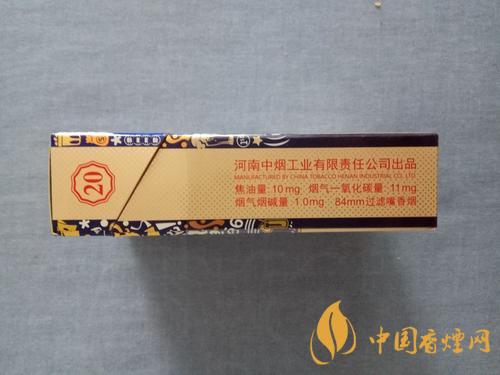 20
河南中烟工业有限责任公司出品
MANUFACTURED BY CHINA TOBACCO HENAN INDUSTRIAL CO., LTD.
焦油量:10mg 烟气一氧化碳量:11mg
烟气烟碱量:1.0mg 84mm过滤嘴香烟
中国香煙网